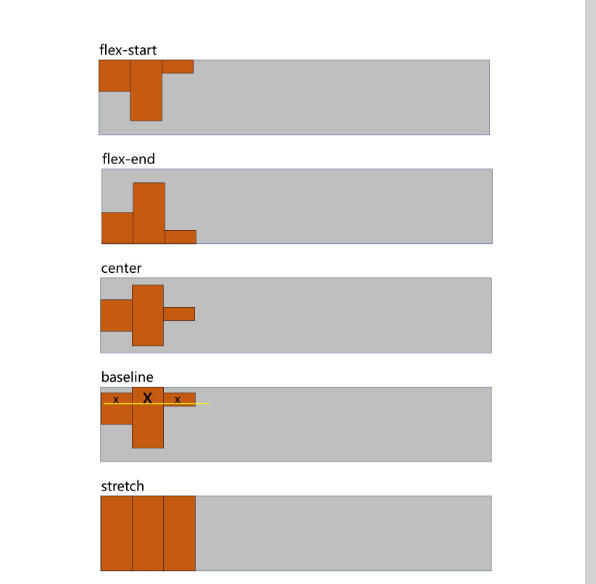 flex-start
flex-end
center
baseline
x X x
stretch